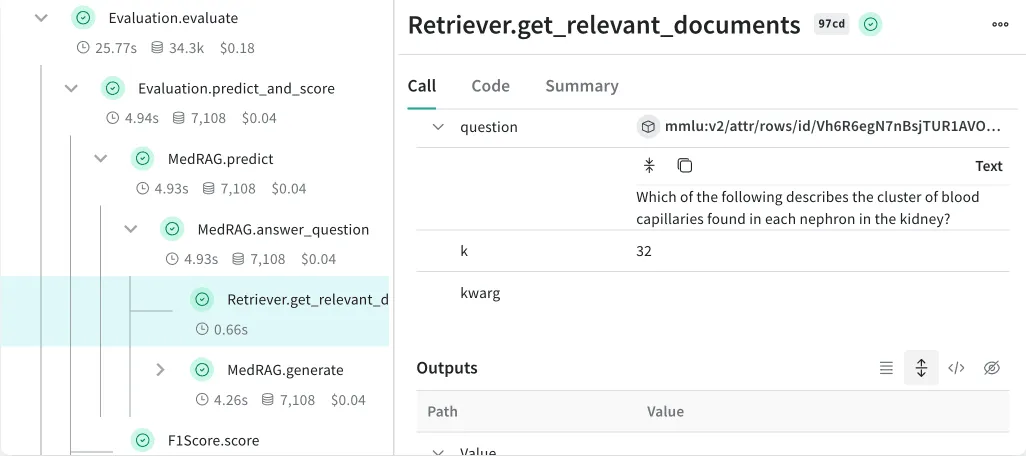 Evaluation.evaluate
25.77s 34.3k $0.18
Evaluation.predict_and_score
4.94s 7,108 $0.04
MedRAG.predict
4.93s 7,108 $0.04
MedRAG.answer_question
4.93s 7,108 $0.04
Retriever.get_relevant_d
0.66s
MedRAG.generate
4.26s 7,108 $0.04
F1Score.score
Retriever.get_relevant_documents 97cd
Call Code Summary
question mmlu:v2/attr/rows/id/Vh6R6egN7nBsjTUR1AVO...
Text
Which of the following describes the cluster of blood
capillaries found in each nephron in the kidney?
k 32
kwarg
Outputs
Path Value
Value